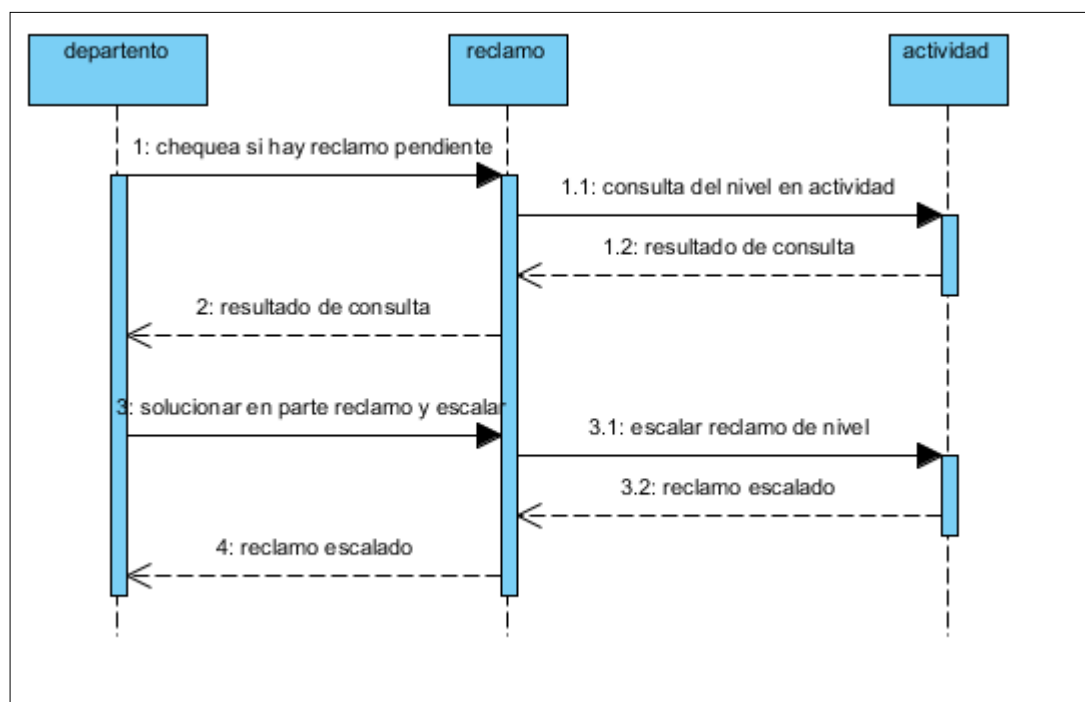 departento
reclamo
actividad
1: chequea si hay reclamo pendiente
1.1: consulta del nivel en actividad
1.2: resultado de consulta
2: resultado de consulta
3: solucionar en parte reclamo y escalar
3.1: escalar reclamo de nivel
3.2: reclamo escalado
4: reclamo escalado